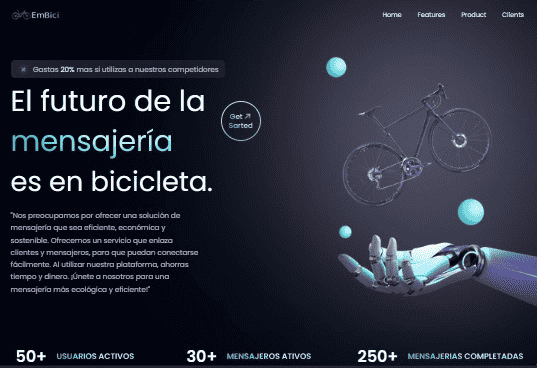 EmBici
Home Features Product Clients
Gastas 20% mas si utilizas a nuestros competidores
El futuro de la
mensajería
es en bicicleta.
Get
Sarted
"Nos preocupamos por ofrecer una solución de
mensajería que sea eficiente, económica y
sostenible. Ofrecemos un servicio que enlaza
clientes y mensajeros, para que puedan conectarse
fácilmente. Al utilizar nuestra plataforma, ahorras
tiempo y dinero. ¡Únete a nosotros para una
mensajería más ecológica y eficiente!"
50+ USUARIOS ACTIVOS 30+ MENSAJEROS ATIVOS 250+ MENSAJERIAS COMPLETADAS